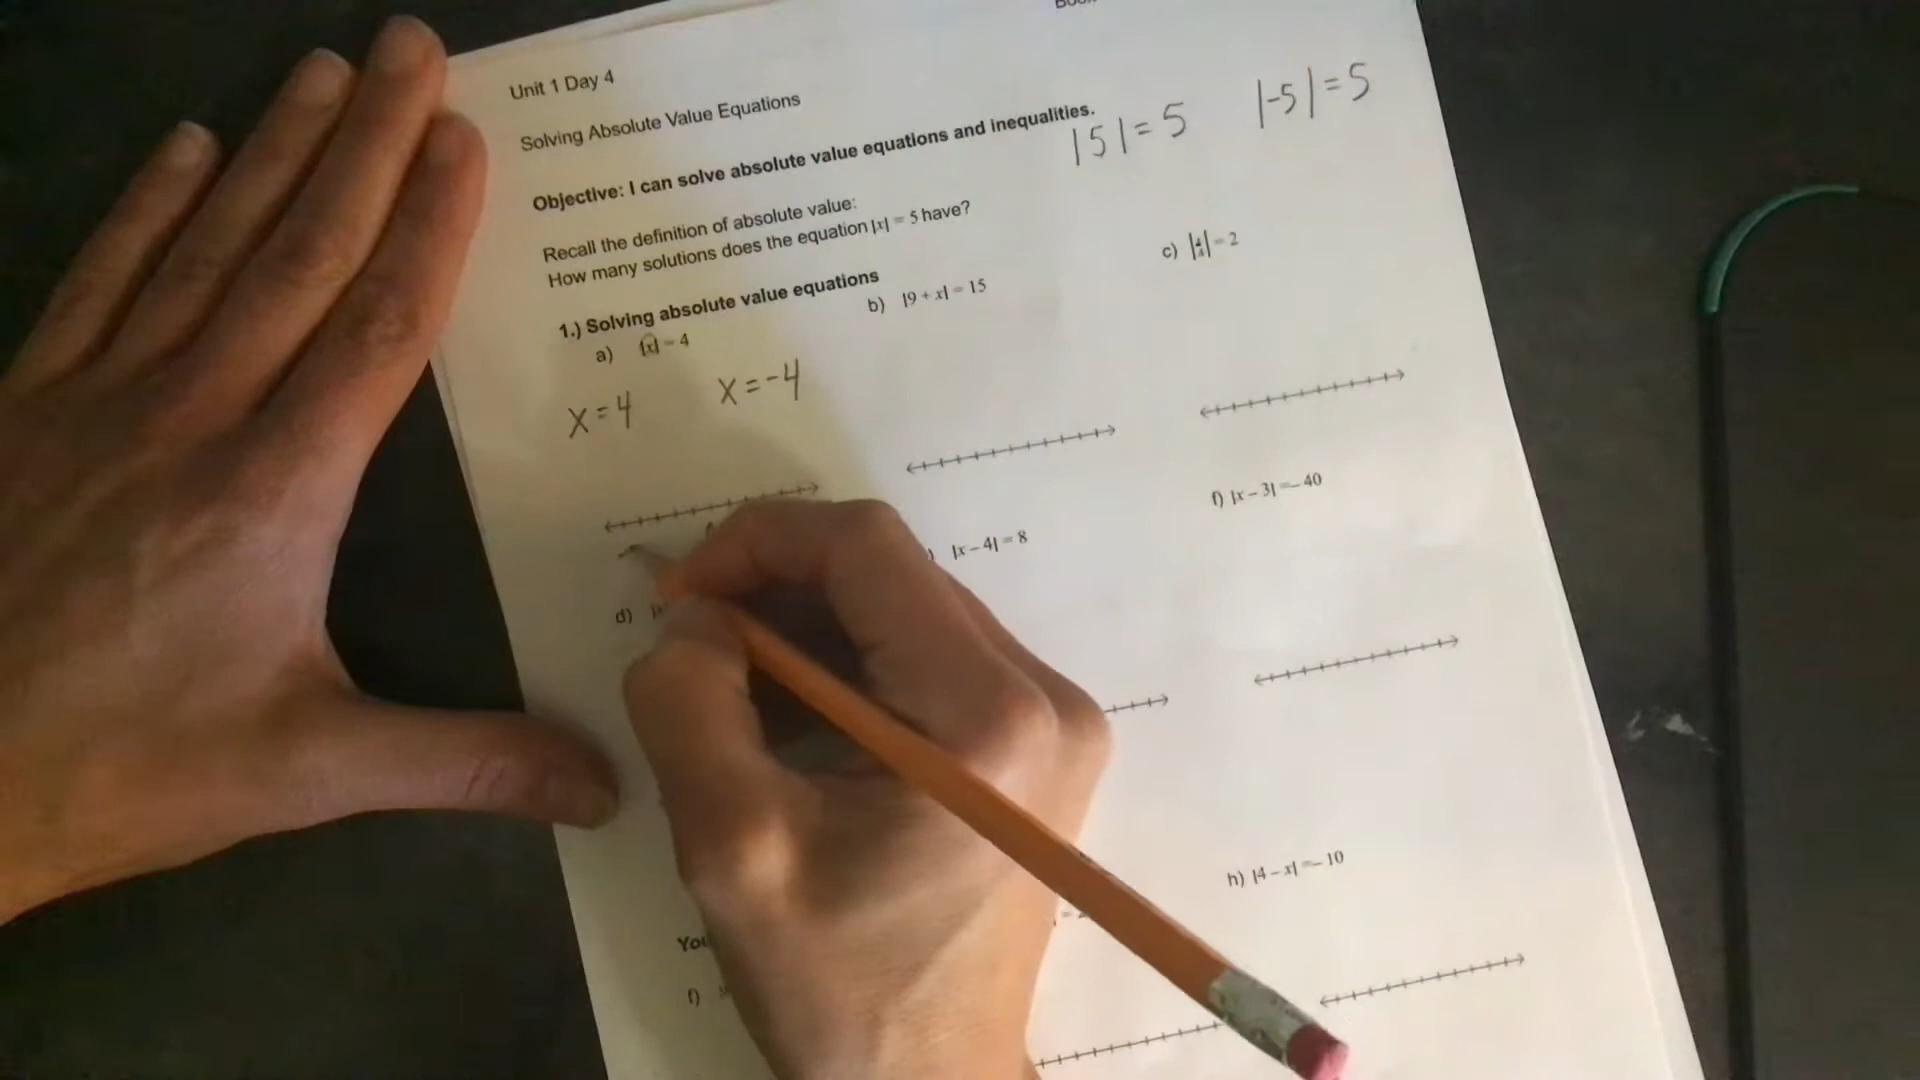 Unit 1 Day 4
Solving Absolute Value Equations
Objective: I can solve absolute value equations and inequalities.
|5| = 5 |-5| = 5
Recall the definition of absolute value:
How many solutions does the equation |x| = 5 have?
1.) Solving absolute value equations
a) |x| = 4
b) |9 + x| = 15
c) = 2
x = 4 x = -4
d)
|x - 4| = 8
f) |x - 3| = - 40
h) |4 - x| = - 10
f)